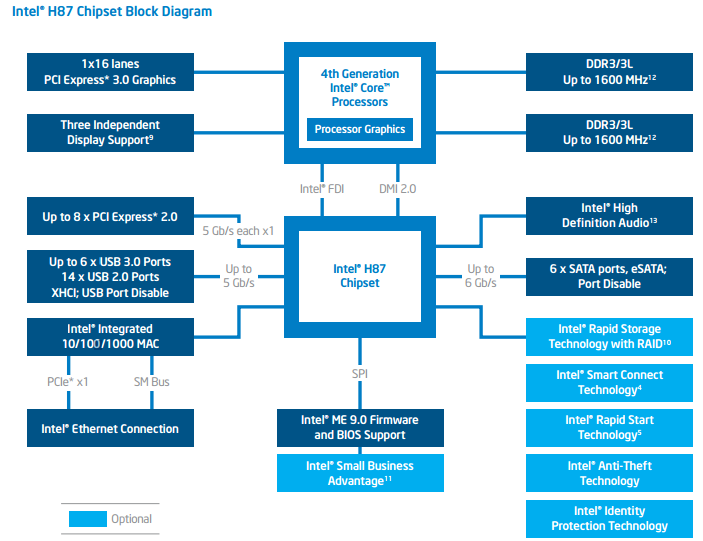 Intel® H87 Chipset Block Diagram
1x16 lanes
PCI Express* 3.0 Graphics
4th Generation
Intel® Core™
Processors
Processor Graphics
DDR3/3L
Up to 1600 MHz¹²
Three Independent
Display Support⁹
DDR3/3L
Up to 1600 MHz¹²
Intel® FDI
DMI 2.0
Up to 8 x PCI Express* 2.0
5 Gb/s each x1
Intel® High
Definition Audio¹³
Up to 6 x USB 3.0 Ports
14 x USB 2.0 Ports
XHCI; USB Port Disable
Up to
5 Gb/s
Intel® H87
Chipset
Up to
6 Gb/s
6 x SATA ports, eSATA;
Port Disable
Intel® Integrated
10/100/1000 MAC
Intel® Rapid Storage
Technology with RAID¹⁰
PCIe* x1
SM Bus
SPI
Intel® Smart Connect
Technology⁴
Intel® Ethernet Connection
Intel® ME 9.0 Firmware
and BIOS Support
Intel® Rapid Start
Technology⁵
Intel® Small Business
Advantage¹¹
Intel® Anti-Theft
Technology
Optional
Intel® Identity
Protection Technology